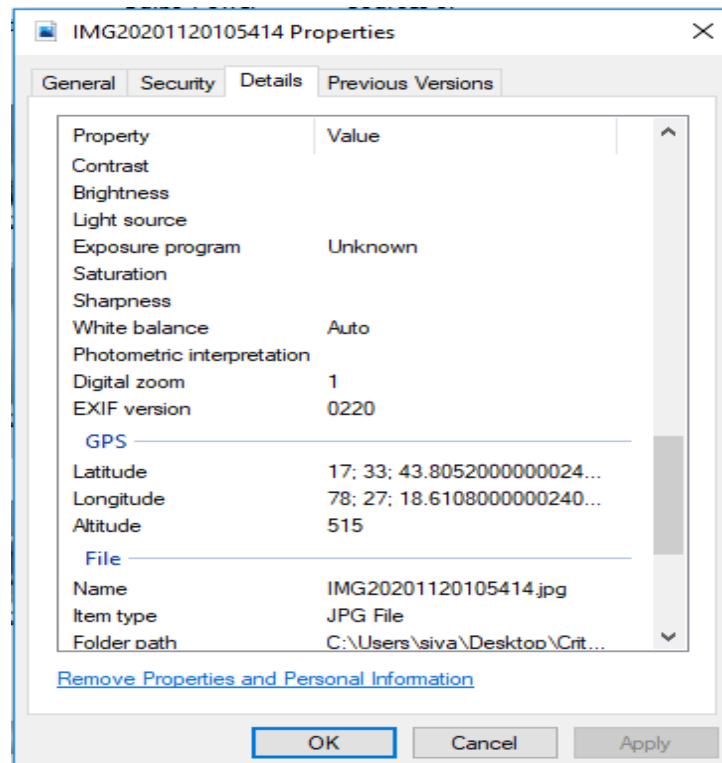 IMG20201120105414 Properties
General Security Details Previous Versions
Property Value
Contrast
Brightness
Light source
Exposure program Unknown
Saturation
Sharpness
White balance Auto
Photometric interpretation
Digital zoom 1
EXIF version 0220
GPS
Latitude 17; 33; 43.8052000000024...
Longitude 78; 27; 18.6108000000240...
Altitude 515
File
Name IMG20201120105414.jpg
Item type JPG File
Folder path C:\Users\siva\Desktop\Crit...
Remove Properties and Personal Information
OK Cancel Apply